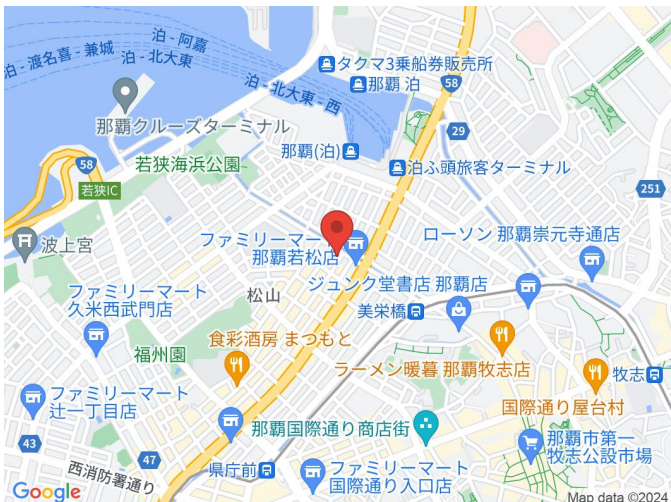 泊 - 阿嘉
泊 - 渡名喜 - 兼城
泊 - 北大東
泊 - 北大東 - 西
タクマ3乗船券販売所
那覇 泊
58
那覇クルーズターミナル
29
那覇(泊)
若狭海浜公園
泊ふ頭旅客ターミナル
58
若狭IC
251
波上宮
ファミリーマート
那覇若松店
ローソン 那覇崇元寺通店
ジュンク堂書店 那覇店
松山
ファミリーマート
久米西武門店
美栄橋
食彩酒房 まつもと
福州園
ラーメン暖暮 那覇牧志店
牧志
ファミリーマート
辻一丁目店
国際通り屋台村
那覇国際通り商店街
43
那覇市第一
牧志公設市場
47
西消防署通り
県庁前
ファミリーマート
国際通り入口店
Google
Map data ©2024